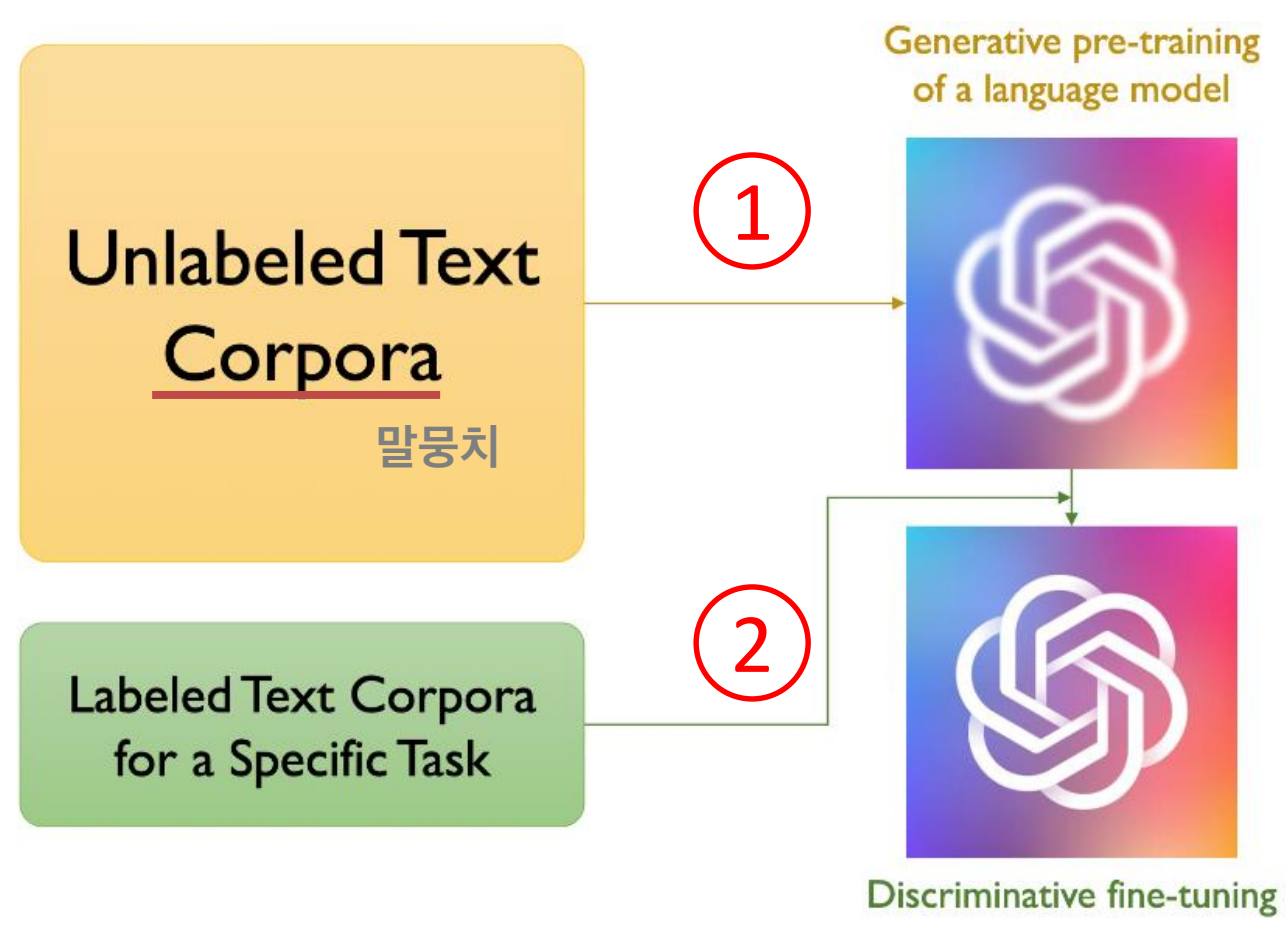 Generative pre-training
of a language model
Unlabeled Text
Corpora
말뭉치
①
Labeled Text Corpora
for a Specific Task
②
Discriminative fine-tuning